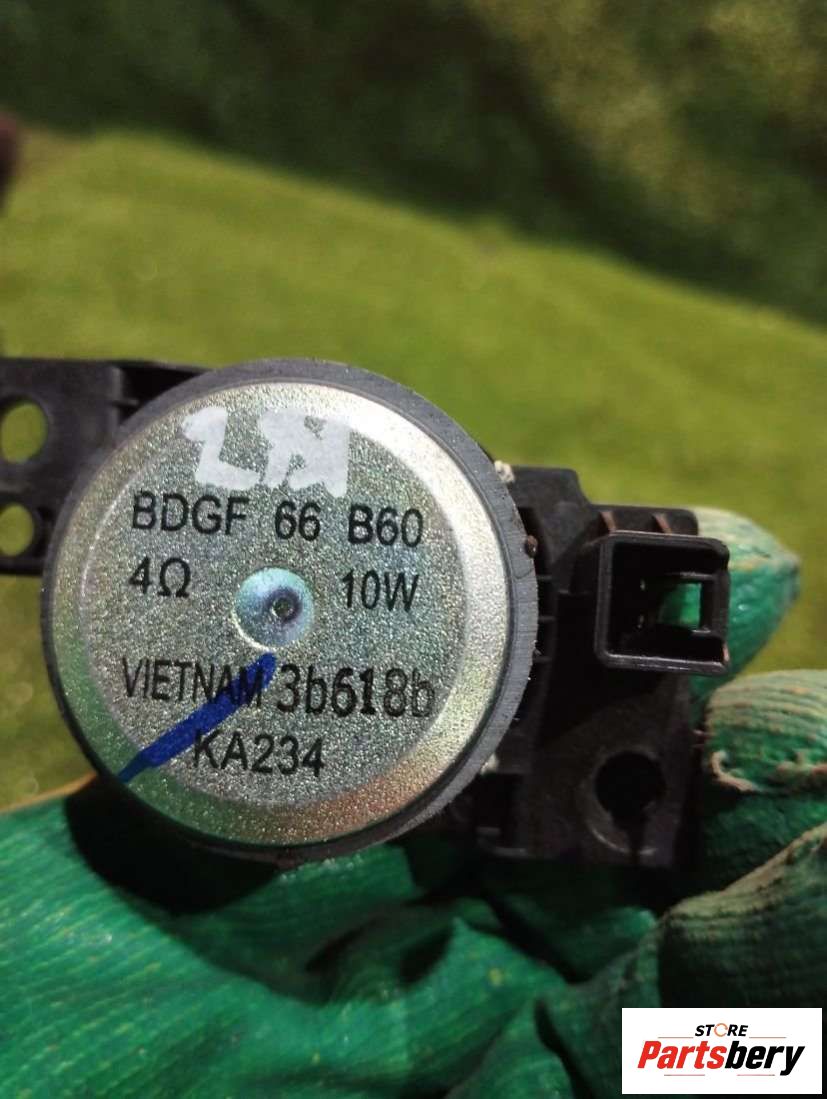 BDGF 66 B60
4Ω 10W
VIETNAM 3b618b
KA234
STORE
Partsbery